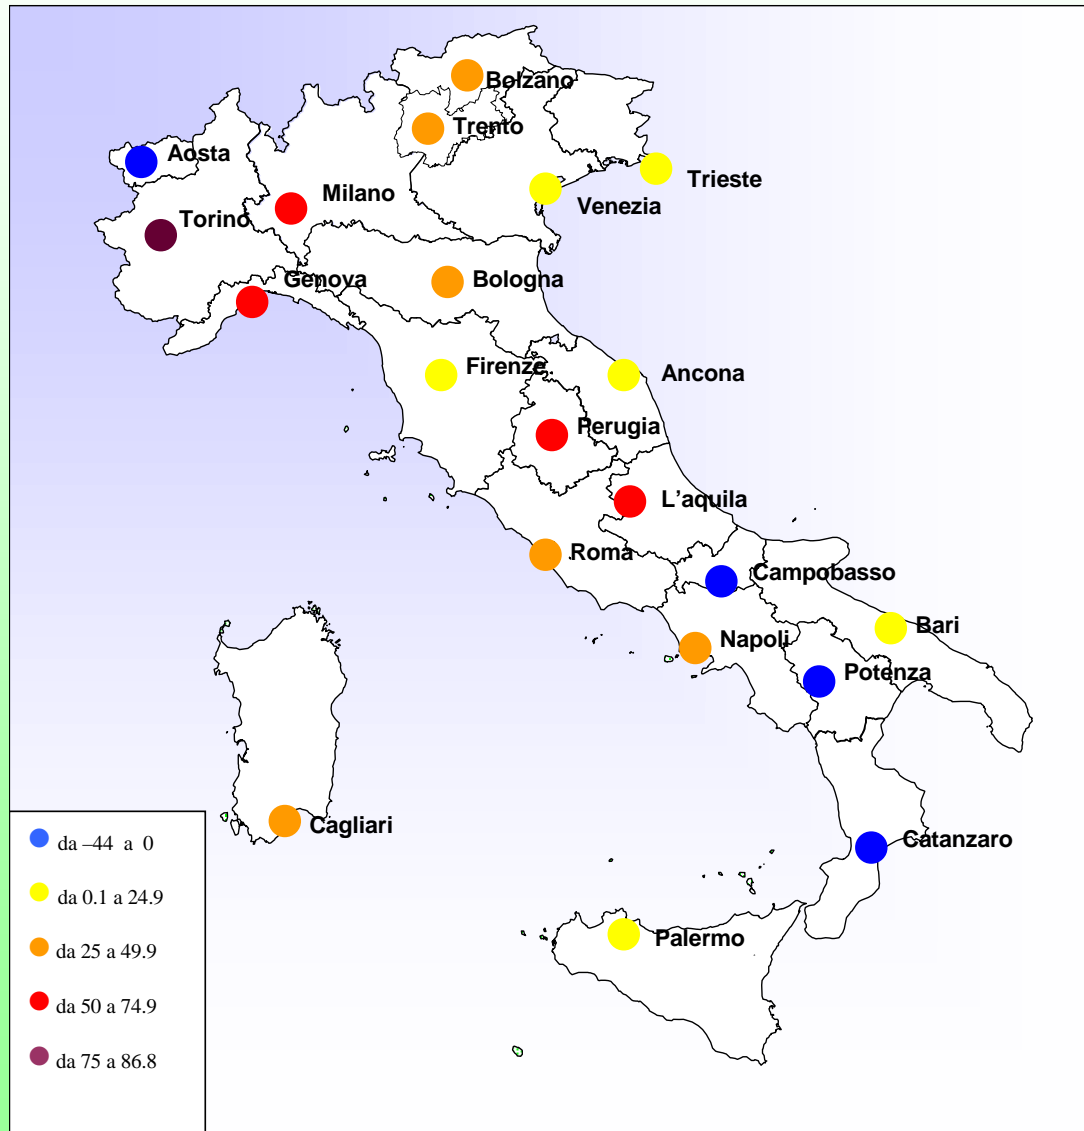 Bolzano
Trento
Aosta
Trieste
Milano
Venezia
Torino
Genova
Bologna
Firenze
Ancona
Perugia
L'aquila
Roma
Campobasso
Bari
Napoli
Potenza
Cagliari
Catanzaro
Palermo
da –44 a 0
da 0.1 a 24.9
da 25 a 49.9
da 50 a 74.9
da 75 a 86.8